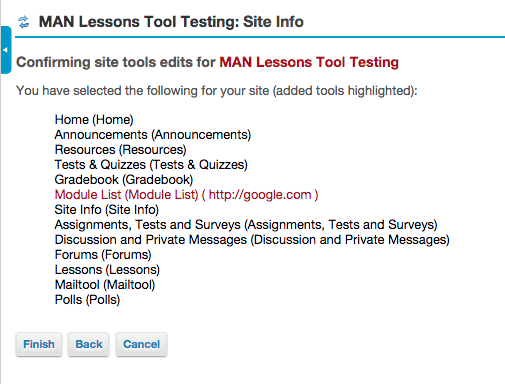 MAN Lessons Tool Testing: Site Info
Confirming site tools edits for MAN Lessons Tool Testing
You have selected the following for your site (added tools highlighted):
Home (Home)
Announcements (Announcements)
Resources (Resources)
Tests & Quizzes (Tests & Quizzes)
Gradebook (Gradebook)
Module List (Module List) ( http://google.com )
Site Info (Site Info)
Assignments, Tests and Surveys (Assignments, Tests and Surveys)
Discussion and Private Messages (Discussion and Private Messages)
Forums (Forums)
Lessons (Lessons)
Mailtool (Mailtool)
Polls (Polls)
Finish Back Cancel